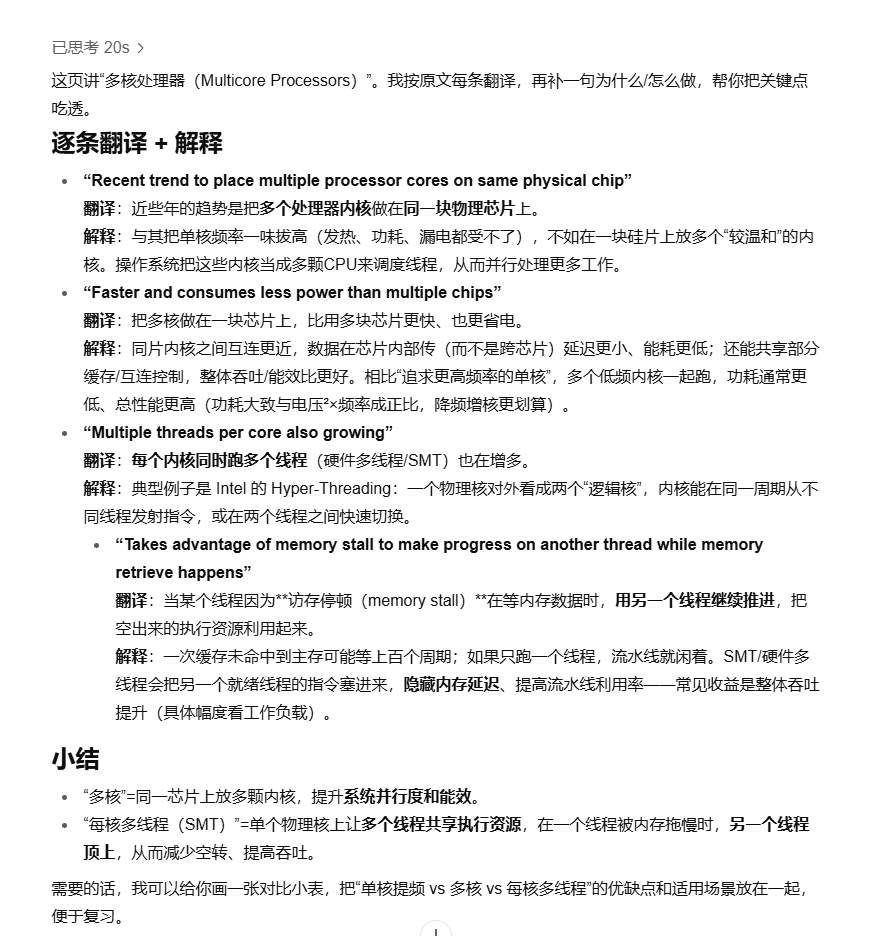 已思考 20s >
这页讲“多核处理器（Multicore Processors）”。我按原文每条翻译，再补一句为什么/怎么做，帮你把关键点
吃透。
逐条翻译 + 解释
“Recent trend to place multiple processor cores on same physical chip”
翻译：近些年的趋势是把多个处理器内核做在同一块物理芯片上。
解释：与其把单核频率一味拔高（发热、功耗、漏电都受不了），不如在一块硅片上放多个“较温和”的内
核。操作系统把这些内核当成多颗CPU来调度线程，从而并行处理更多工作。
“Faster and consumes less power than multiple chips”
翻译：把多核做在一块芯片上，比用多块芯片更快、也更省电。
解释：同片内核之间互连更近，数据在芯片内部传（而不是跨芯片）延迟更小、能耗更低；还能共享部分
缓存/互连控制，整体吞吐/能效比更好。相比“追求更高频率的单核”，多个低频内核一起跑，功耗通常更
低、总性能更高（功耗大致与电压²×频率成正比，降频增核更划算）。
“Multiple threads per core also growing”
翻译：每个内核同时跑多个线程（硬件多线程/SMT）也在增多。
解释：典型例子是 Intel 的 Hyper-Threading：一个物理核对外看成两个“逻辑核”，内核能在同一周期从不
同线程发射指令，或在两个线程之间快速切换。
“Takes advantage of memory stall to make progress on another thread while memory
retrieve happens”
翻译：当某个线程因为**访存停顿（memory stall）**在等内存数据时，用另一个线程继续推进，把
空出来的执行资源利用起来。
解释：一次缓存未命中到主存可能等上百个周期；如果只跑一个线程，流水线就闲着。SMT/硬件多
线程会把另一个就绪线程的指令塞进来，隐藏内存延迟、提高流水线利用率——常见收益是整体吞吐
提升（具体幅度看工作负载）。
小结
“多核”=同一芯片上放多颗内核，提升系统并行度和能效。
“每核多线程（SMT）”=单个物理核上让多个线程共享执行资源，在一个线程被内存拖慢时，另一个线程
顶上，从而减少空转、提高吞吐。
需要的话，我可以给你画一张对比小表，把“单核提频 vs 多核 vs 每核多线程”的优缺点和适用场景放在一起，
便于复习。